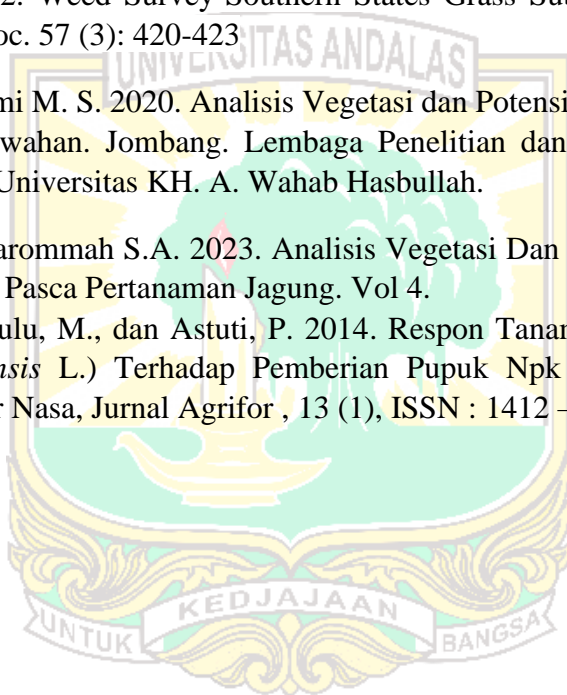 2. Weed Survey Southern States Grass Sub
oc. 57 (3): 420-423
UNIVERSITAS ANDALAS
mi M. S. 2020. Analisis Vegetasi dan Potensi
wahan. Jombang. Lembaga Penelitian dan
Universitas KH. A. Wahab Hasbullah.
arommah S.A. 2023. Analisis Vegetasi Dan
Pasca Pertanaman Jagung. Vol 4.
ulu, M., dan Astuti, P. 2014. Respon Tanam
nsis L.) Terhadap Pemberian Pupuk Npk
r Nasa, Jurnal Agrifor , 13 (1), ISSN : 1412 –
UNTUK KEDJAJAAN BANGSA